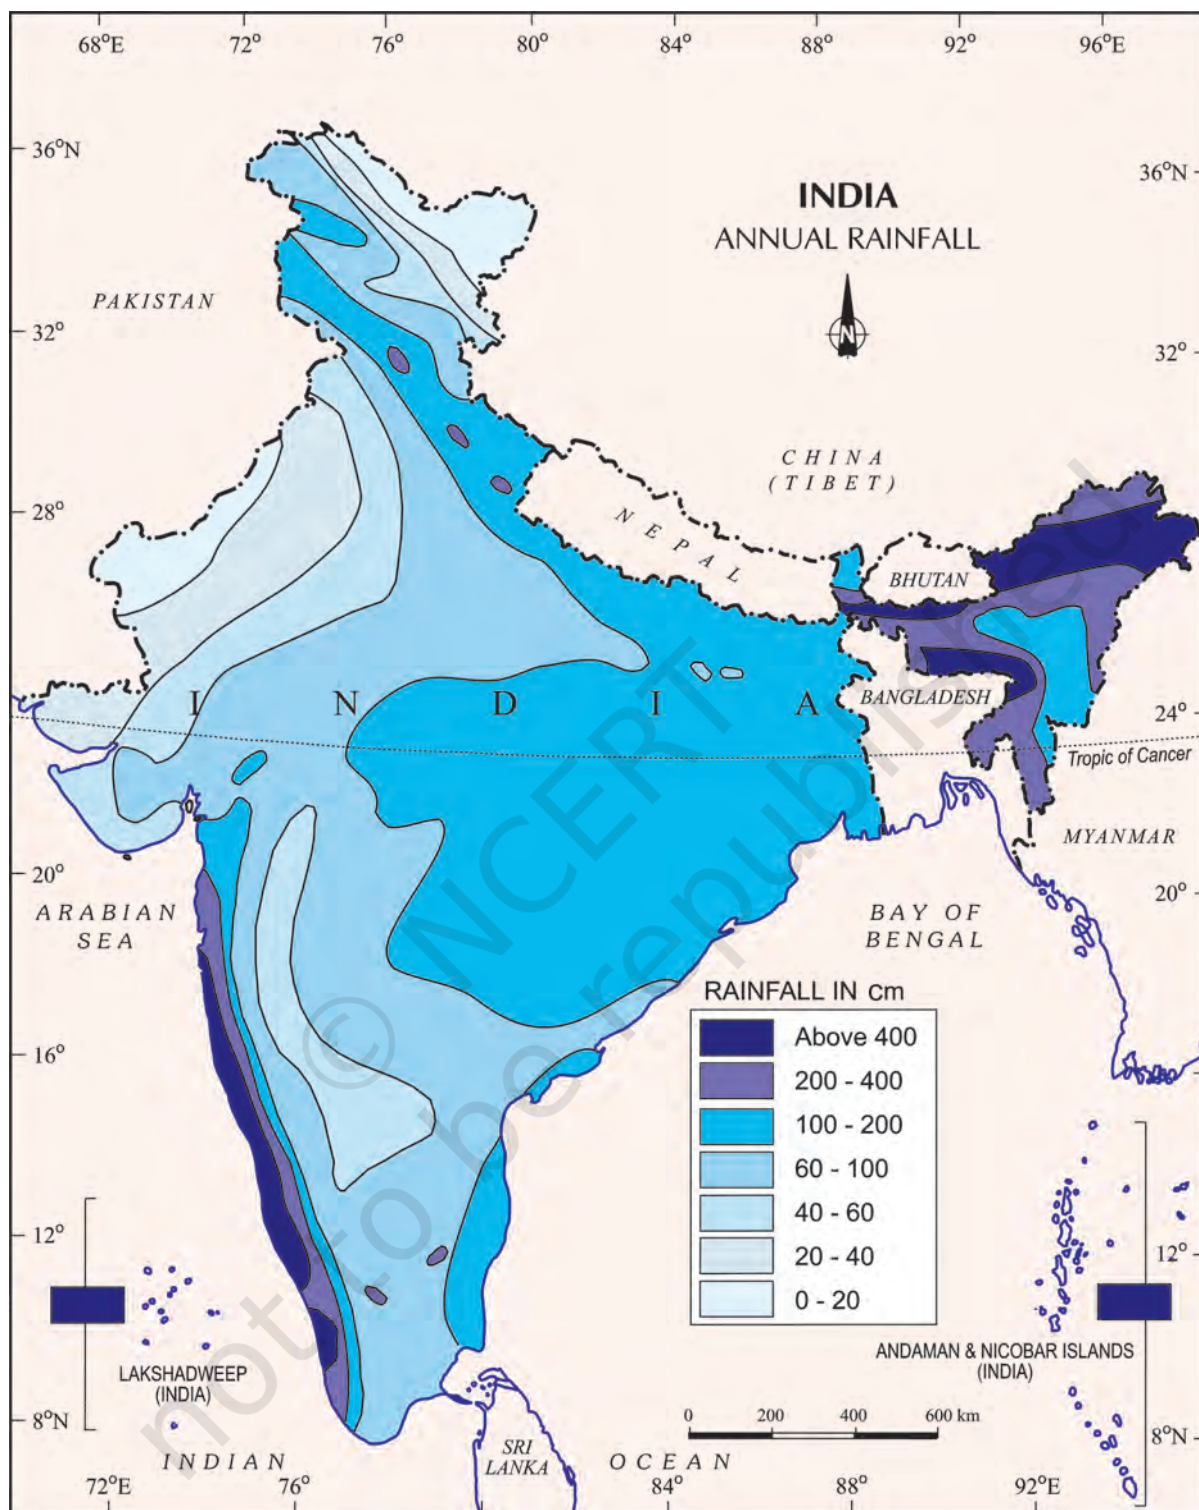 68°E 72° 76° 80° 84° 88° 92° 96°E
36°N 36°N
INDIA
ANNUAL RAINFALL
N
PAKISTAN
32° 32°
CHINA
(TIBET)
28°
NEPAL
BHUTAN
INDIA
BANGLADESH
24°
Tropic of Cancer
MYANMAR
20° 20°
ARABIAN
SEA
BAY OF
BENGAL
RAINFALL IN cm
Above 400
200 - 400
100 - 200
60 - 100
40 - 60
20 - 40
0 - 20
16°
12° 12°
LAKSHADWEEP
(INDIA)
ANDAMAN & NICOBAR ISLANDS
(INDIA)
0 200 400 600 km
8°N 8°N
INDIAN OCEAN
SRI
LANKA
72°E 76° 80° 84° 88° 92°E
© NCERT
not to be republished